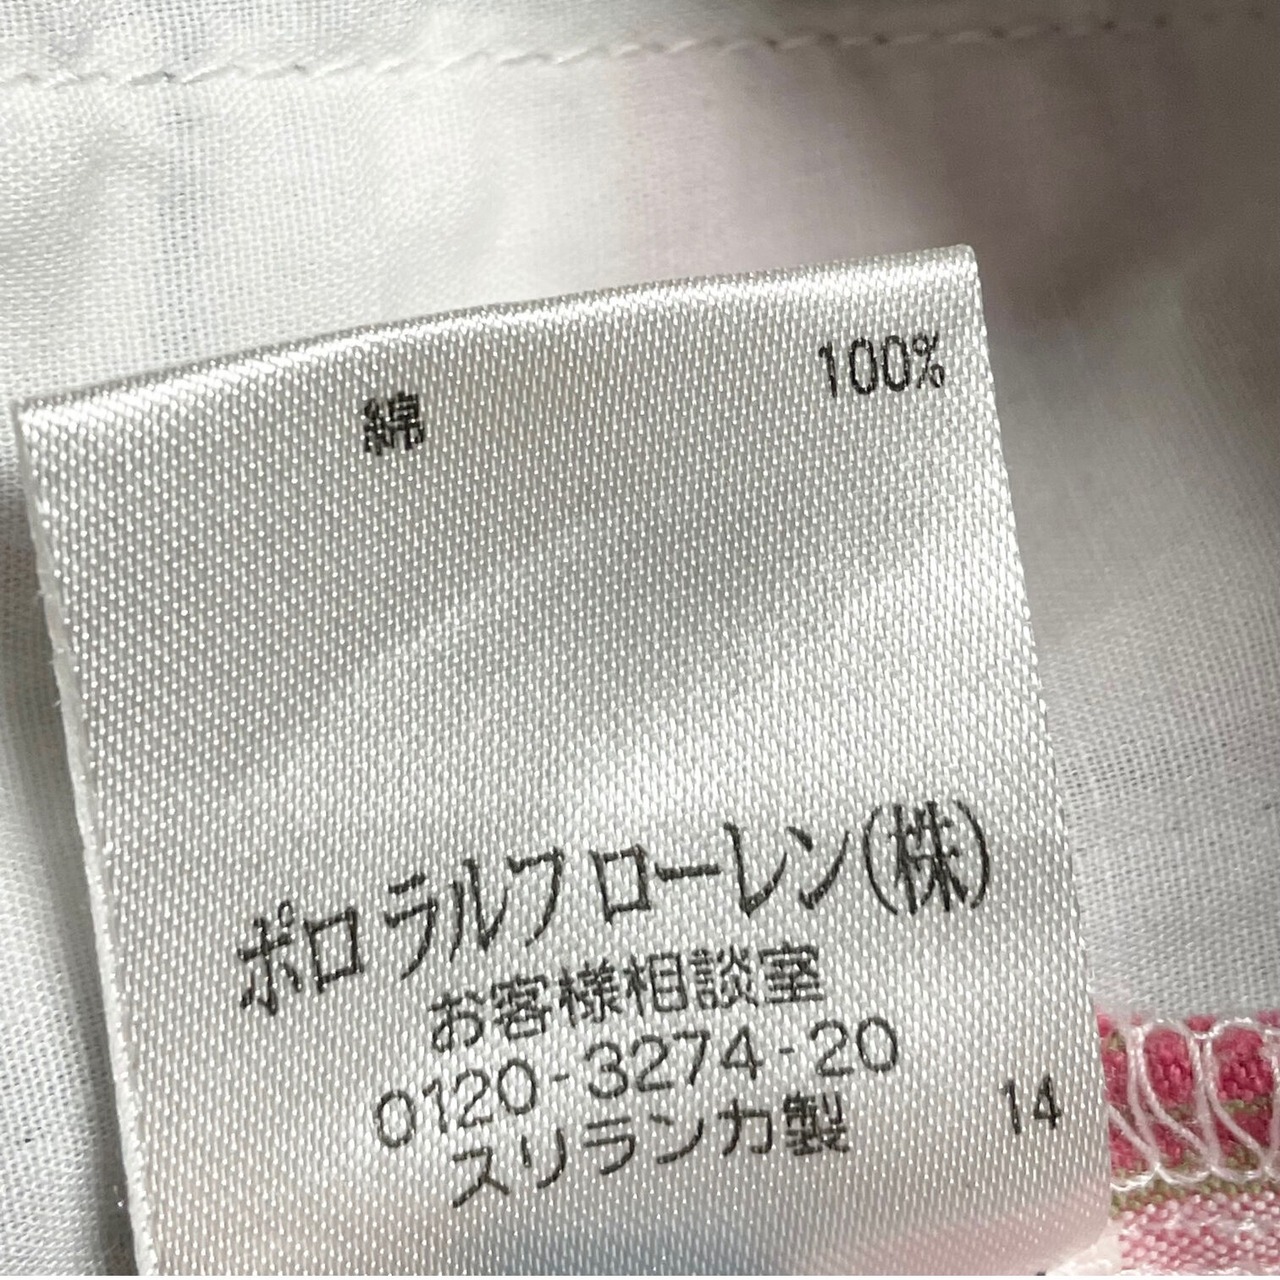 綿 100%
ポロ ラルフ ローレン(株)
お客様相談室
0120-3274-20
スリランカ製 14